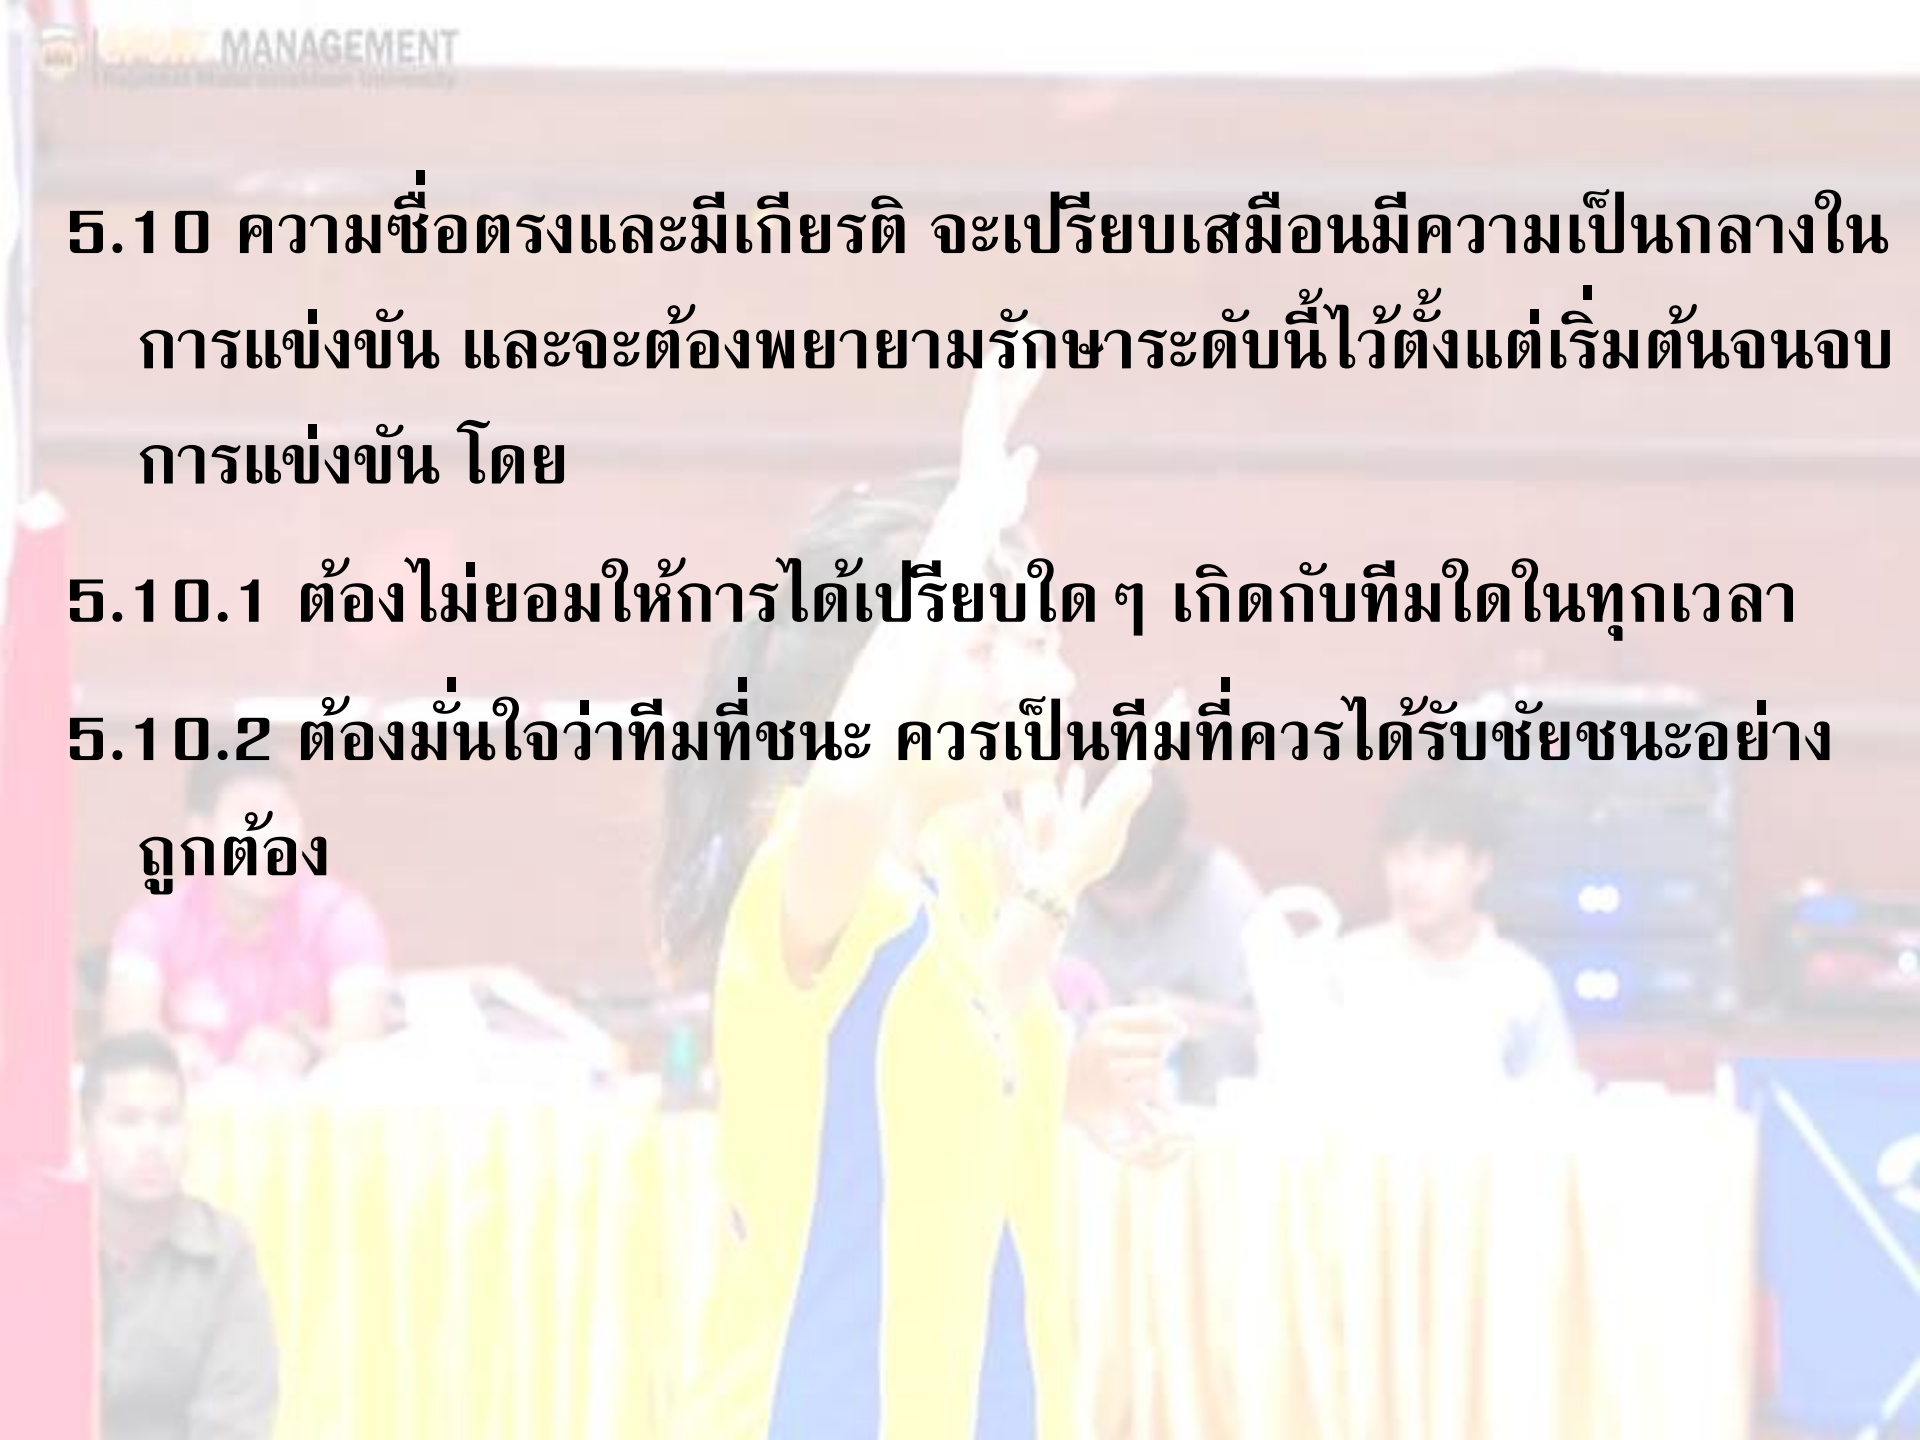 MANAGEMENT
5.10 ความซื่อตรงและมีเกียรติ จะเปรียบเสมือนมีความเป็นกลางใน
การแข่งขัน และจะต้องพยายามรักษาระดับนี้ไว้ตั้งแต่เริ่มต้นจนจบ
การแข่งขัน โดย
5.10.1 ต้องไม่ยอมให้การได้เปรียบใด ๆ เกิดกับทีมใดในทุกเวลา
5.10.2 ต้องมั่นใจว่าทีมที่ชนะ ควรเป็นทีมที่ควรได้รับชัยชนะอย่าง
ถูกต้อง